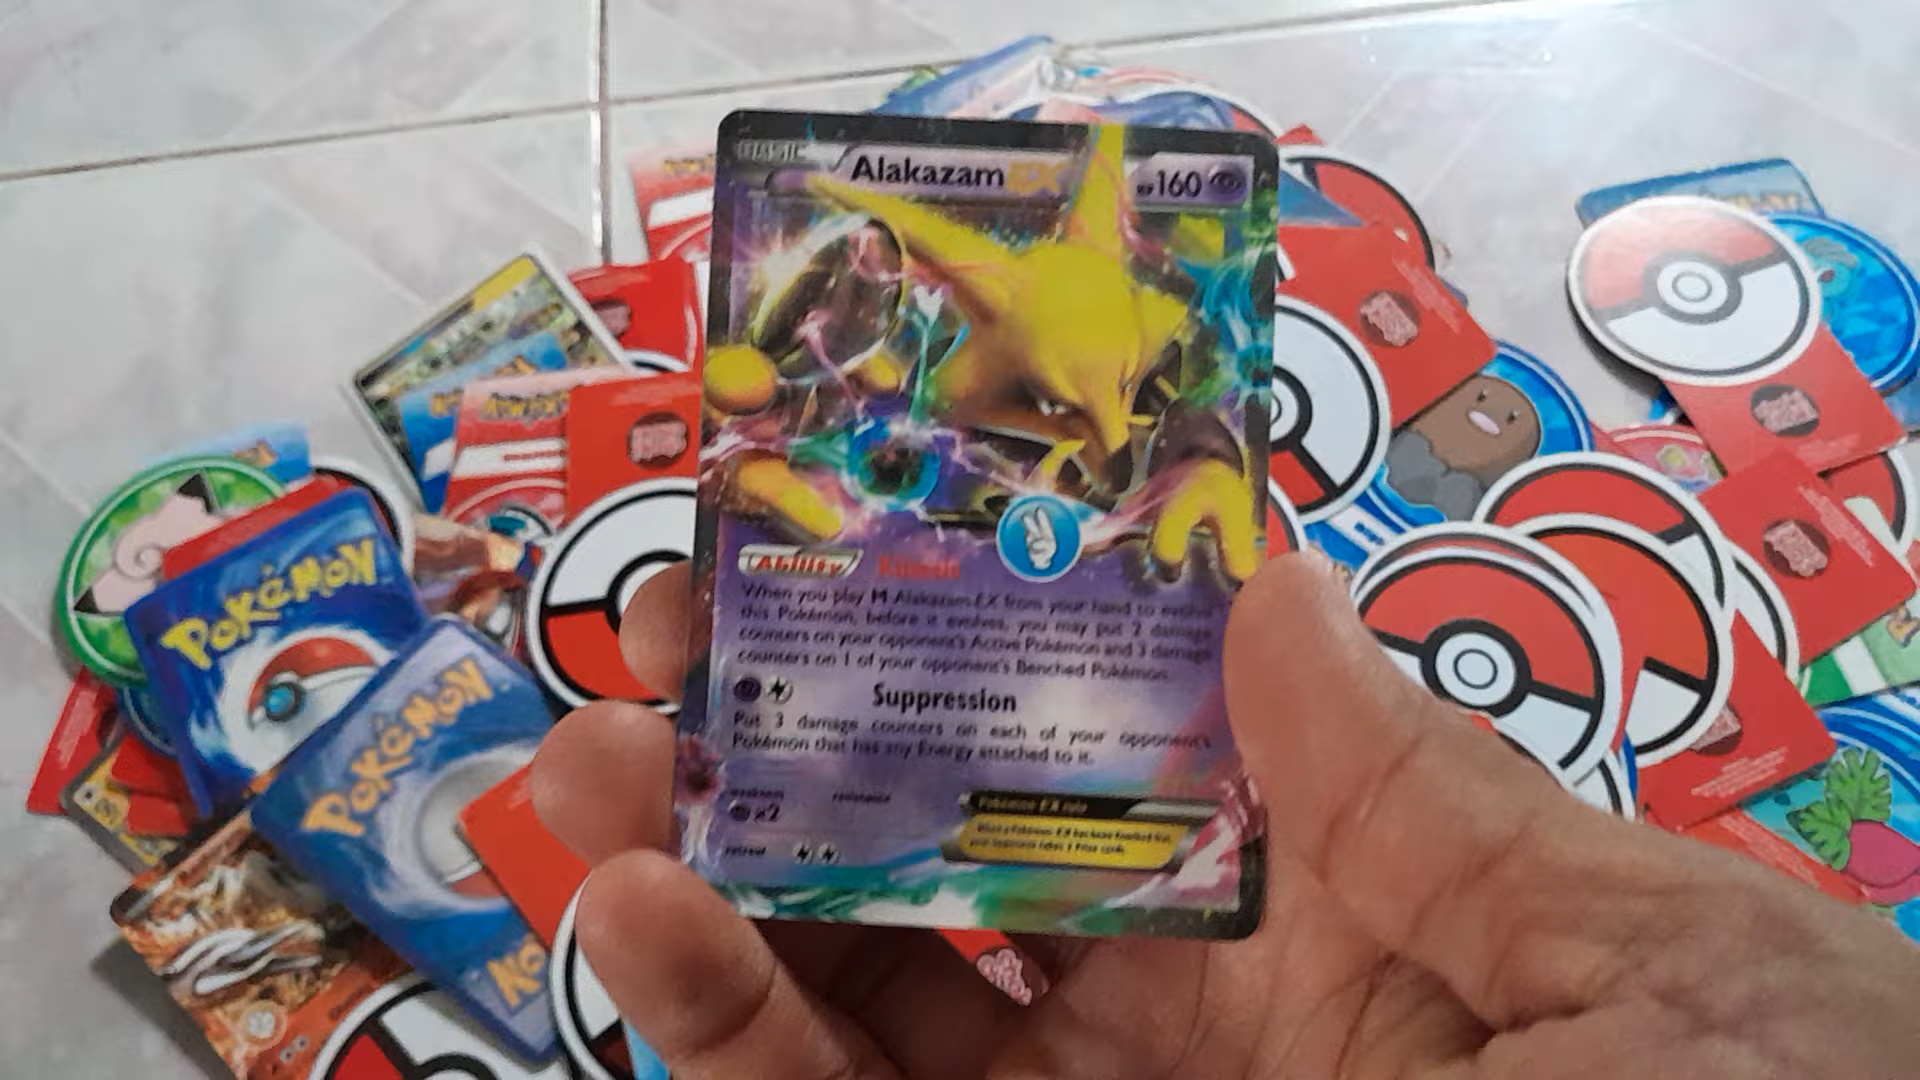 BASIC
Alakazam EX
HP160
Ability Kinesis
When you play M Alakazam-EX from your hand to evolve
this Pokémon, before it evolves, you may put 2 damage
counters on your opponent's Active Pokémon and 3 damage
counters on 1 of your opponent's Benched Pokémon.
Suppression
Put 3 damage counters on each of your opponent's
Pokémon that has any Energy attached to it.
weakness
resistance
x2
retreat
Pokémon-EX rule
POKéMON
POKéMON